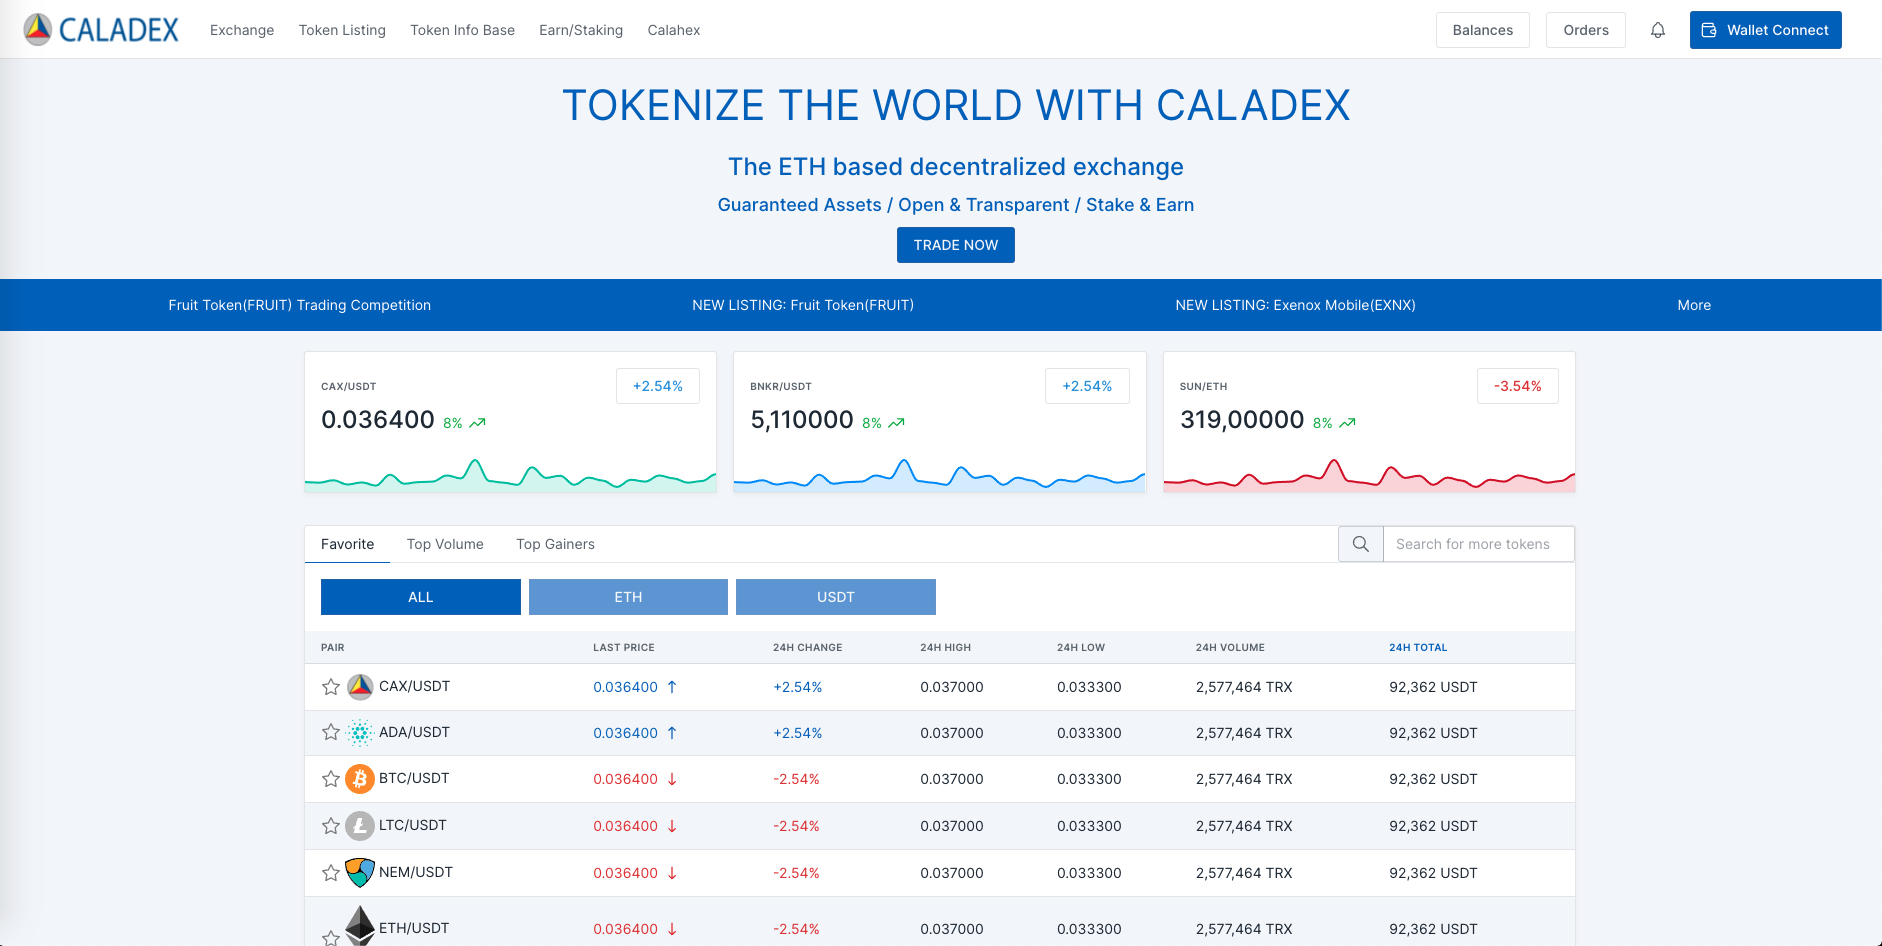 CALADEX Exchange Token Listing Token Info Base Earn/Staking Calahex Balances Orders Wallet Connect
TOKENIZE THE WORLD WITH CALADEX
The ETH based decentralized exchange
Guaranteed Assets / Open & Transparent / Stake & Earn
TRADE NOW
Fruit Token(FRUIT) Trading Competition NEW LISTING: Fruit Token(FRUIT) NEW LISTING: Exenox Mobile(EXNX) More
CAX/USDT +2.54%
0.036400 8%
BNKR/USDT +2.54%
5,110000 8%
SUN/ETH -3.54%
319,00000 8%
Favorite Top Volume Top Gainers Search for more tokens
ALL ETH USDT
PAIR LAST PRICE 24H CHANGE 24H HIGH 24H LOW 24H VOLUME 24H TOTAL
CAX/USDT 0.036400 ↑ +2.54% 0.037000 0.033300 2,577,464 TRX 92,362 USDT
ADA/USDT 0.036400 ↑ +2.54% 0.037000 0.033300 2,577,464 TRX 92,362 USDT
BTC/USDT 0.036400 ↓ -2.54% 0.037000 0.033300 2,577,464 TRX 92,362 USDT
LTC/USDT 0.036400 ↓ -2.54% 0.037000 0.033300 2,577,464 TRX 92,362 USDT
NEM/USDT 0.036400 ↓ -2.54% 0.037000 0.033300 2,577,464 TRX 92,362 USDT
ETH/USDT 0.036400 ↓ -2.54% 0.037000 0.033300 2,577,464 TRX 92,362 USDT